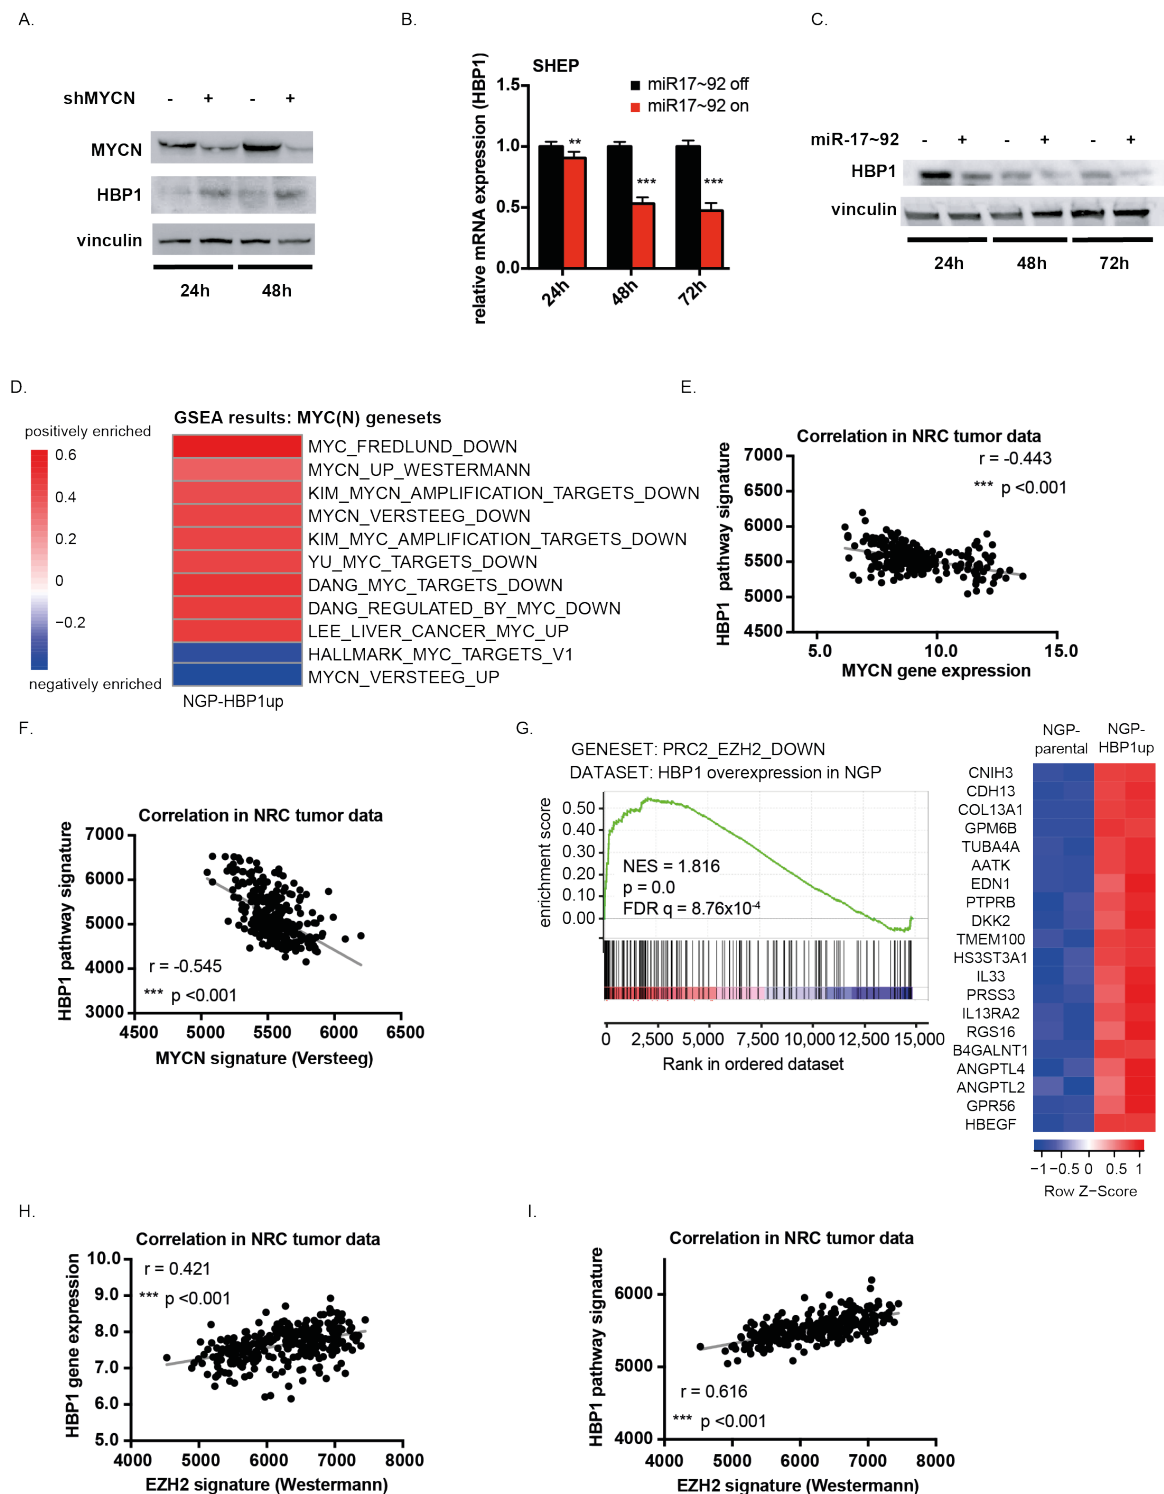 A.
shMYCN - + - +
MYCN
HBP1
vinculin
24h 48h
B.
SHEP
miR17~92 off
miR17~92 on
relative mRNA expression (HBP1)
1.5
1.0
0.5
0.0
** *** ***
24h 48h 72h
C.
miR-17~92 - + - + - +
HBP1
vinculin
24h 48h 72h
D.
GSEA results: MYC(N) genesets
positively enriched
0.6
0.4
0.2
0
−0.2
negatively enriched
MYC_FREDLUND_DOWN
MYCN_UP_WESTERMANN
KIM_MYCN_AMPLIFICATION_TARGETS_DOWN
MYCN_VERSTEEG_DOWN
KIM_MYC_AMPLIFICATION_TARGETS_DOWN
YU_MYC_TARGETS_DOWN
DANG_MYC_TARGETS_DOWN
DANG_REGULATED_BY_MYC_DOWN
LEE_LIVER_CANCER_MYC_UP
HALLMARK_MYC_TARGETS_V1
MYCN_VERSTEEG_UP
NGP-HBP1up
E.
Correlation in NRC tumor data
r = -0.443
*** p <0.001
HBP1 pathway signature
7000
6500
6000
5500
5000
4500
5.0 10.0 15.0
MYCN gene expression
F.
Correlation in NRC tumor data
HBP1 pathway signature
7000
6000
5000
4000
3000
r = -0.545
*** p <0.001
4500 5000 5500 6000 6500
MYCN signature (Versteeg)
G.
GENESET: PRC2_EZH2_DOWN
DATASET: HBP1 overexpression in NGP
enrichment score
0.50
0.40
0.30
0.20
0.10
0.00
NES = 1.816
p = 0.0
FDR q = 8.76x10-4
0 2,500 5,000 7,500 10,000 12,500 15,000
Rank in ordered dataset
NGP-
parental
NGP-
HBP1up
CNIH3
CDH13
COL13A1
GPM6B
TUBA4A
AATK
EDN1
PTPRB
DKK2
TMEM100
HS3ST3A1
IL33
PRSS3
IL13RA2
RGS16
B4GALNT1
ANGPTL4
ANGPTL2
GPR56
HBEGF
−1 −0.5 0 0.5 1
Row Z−Score
H.
Correlation in NRC tumor data
r = 0.421
*** p <0.001
HBP1 gene expression
10.0
9.0
8.0
7.0
6.0
5.0
4000 5000 6000 7000 8000
EZH2 signature (Westermann)
I.
Correlation in NRC tumor data
HBP1 pathway signature
6000
5000
4000
r = 0.616
*** p <0.001
4000 5000 6000 7000 8000
EZH2 signature (Westermann)